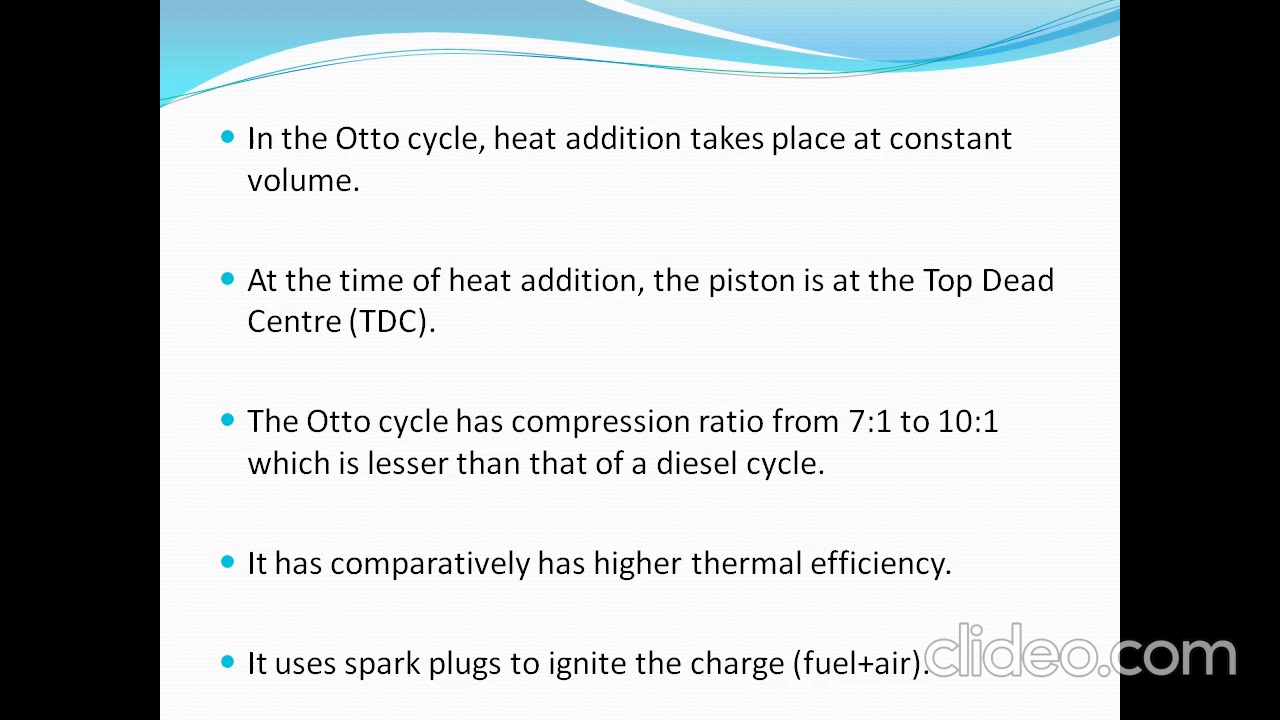 In the Otto cycle, heat addition takes place at constant
volume.
At the time of heat addition, the piston is at the Top Dead
Centre (TDC).
The Otto cycle has compression ratio from 7:1 to 10:1
which is lesser than that of a diesel cycle.
It has comparatively has higher thermal efficiency.
It uses spark plugs to ignite the charge (fuel+air).
clideo.com